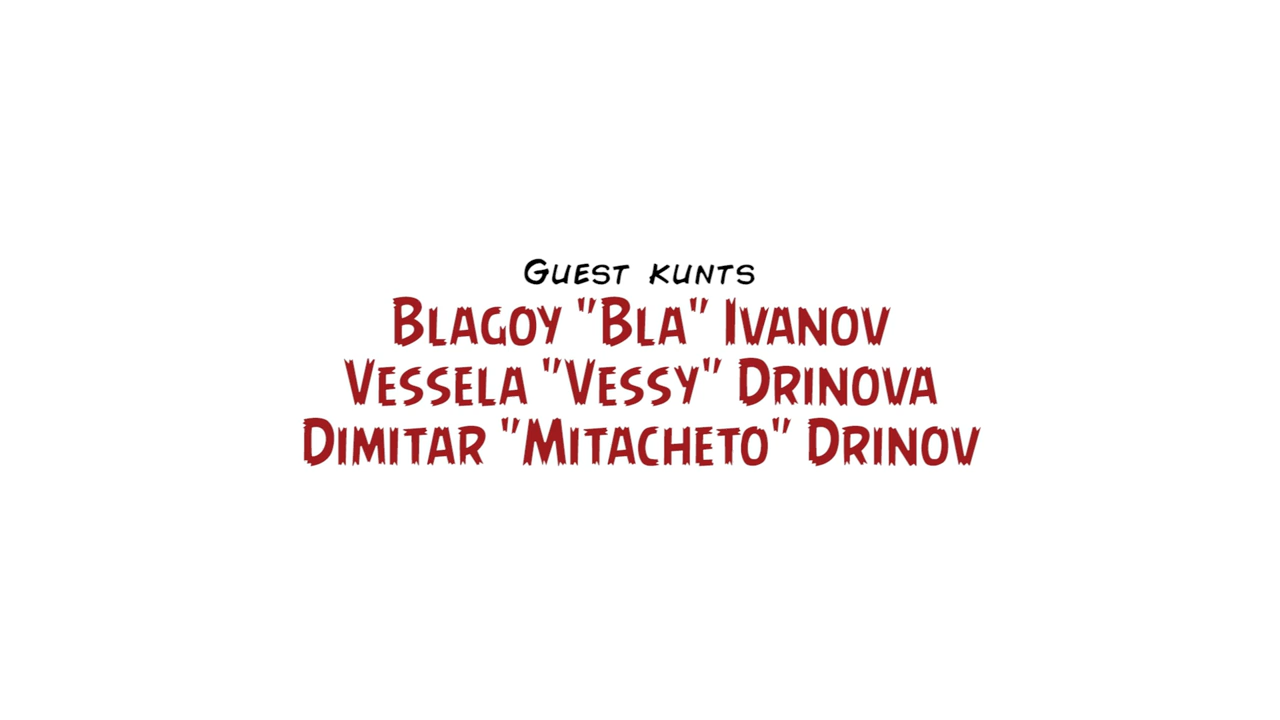 Guest kunts
Blagoy "Bla" Ivanov
Vessela "Vessy" Drinova
Dimitar "Mitacheto" Drinov